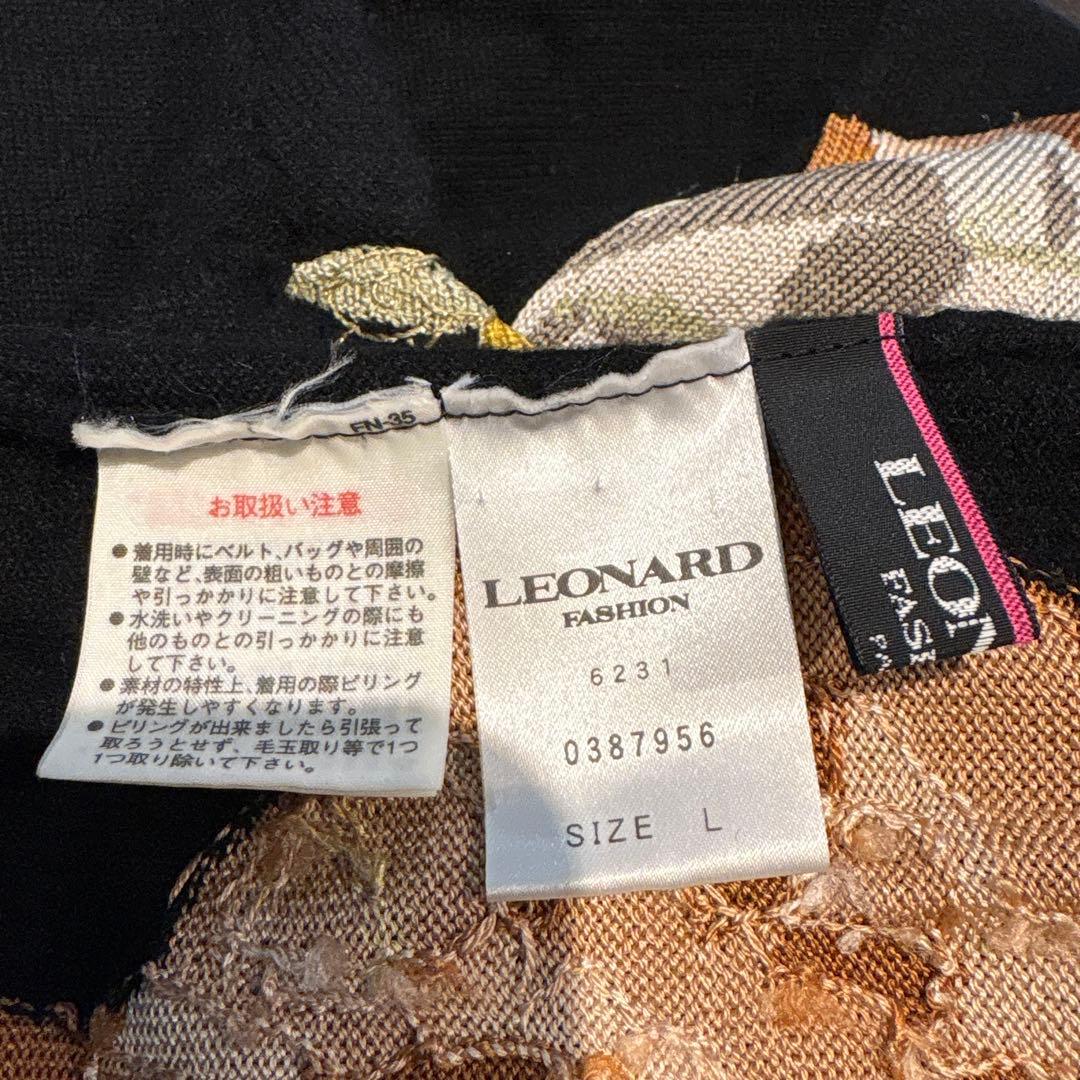 FN-35
お取扱い注意
●着用時にベルト、バッグや周囲の
壁など、表面の粗いものとの摩擦
や引っかかりに注意して下さい。
●水洗いやクリーニングの際にも
他のものとの引っかかりに注意
して下さい。
●素材の特性上、着用の際ピリング
が発生しやすくなります。
●ピリングが出来ましたら引張って
取ろうとせず、毛玉取り等で1つ
1つ取り除いて下さい。
LEONARD
FASHION
6231
0387956
SIZE L
LEON
FASH
PA